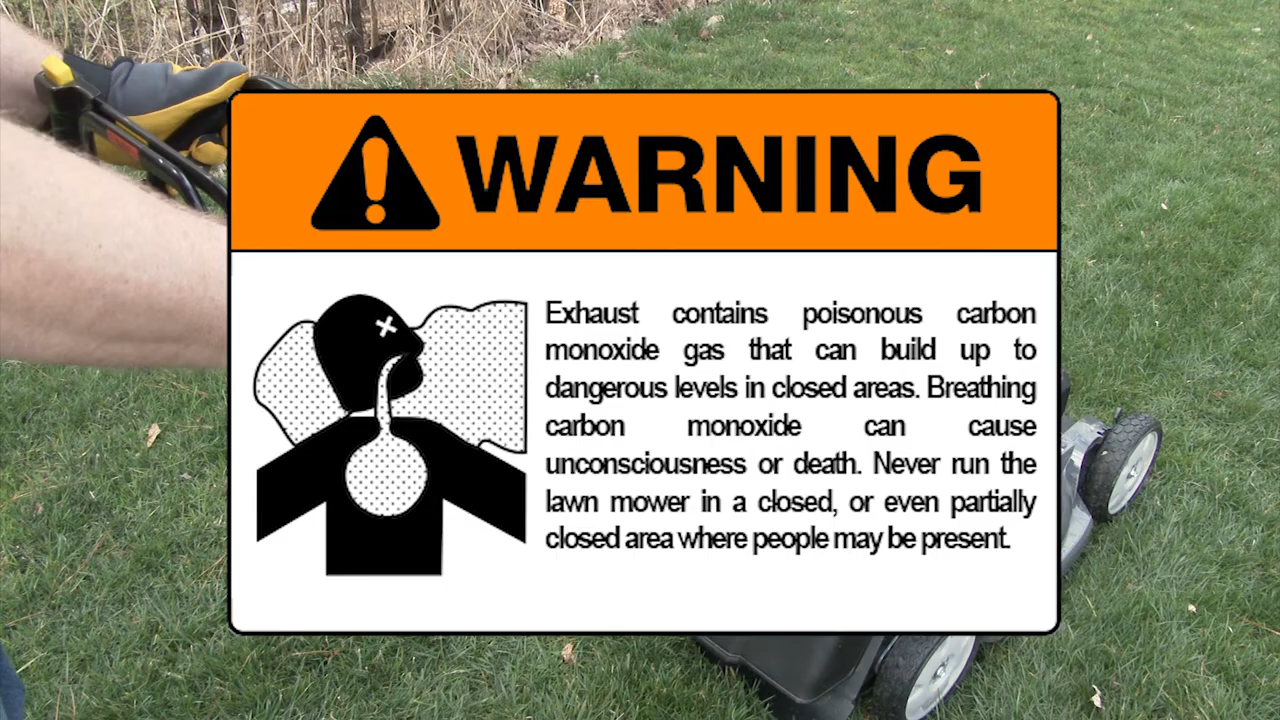 WARNING
Exhaust contains poisonous carbon
monoxide gas that can build up to
dangerous levels in closed areas. Breathing
carbon monoxide can cause
unconsciousness or death. Never run the
lawn mower in a closed, or even partially
closed area where people may be present.